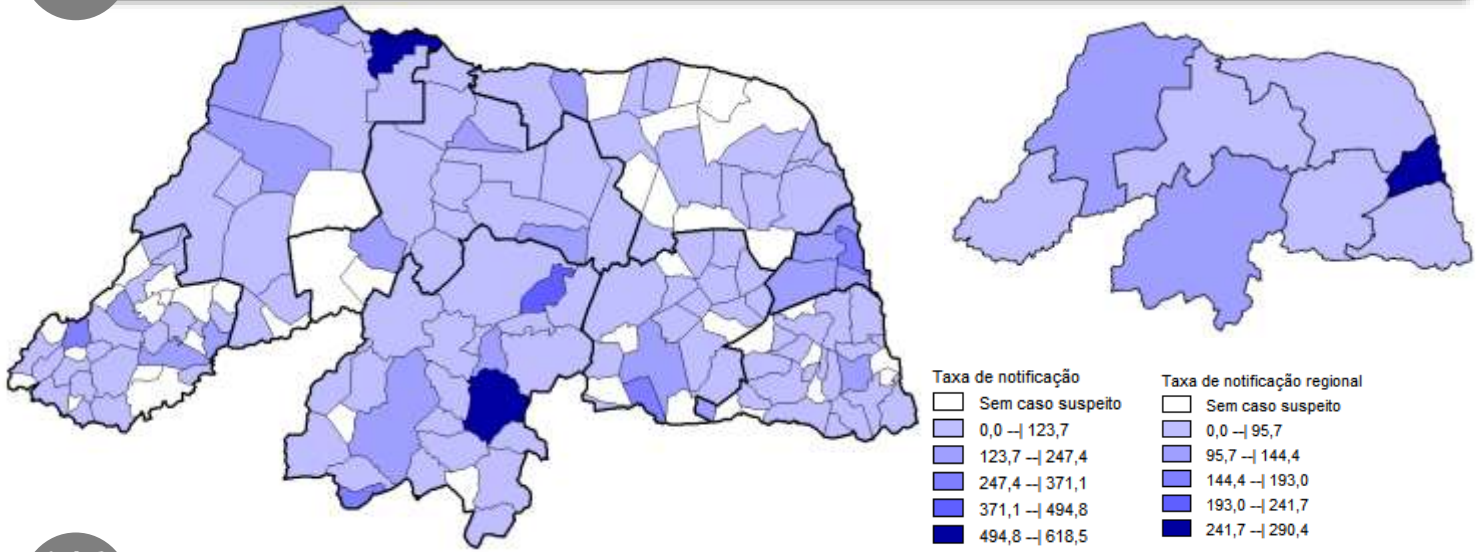 Taxa de notificação
Sem caso suspeito
0,0 --| 123,7
123,7 --| 247,4
247,4 --| 371,1
371,1 --| 494,8
494,8 --| 618,5
Taxa de notificação regional
Sem caso suspeito
0,0 --| 95,7
95,7 --| 144,4
144,4 --| 193,0
193,0 --| 241,7
241,7 --| 290,4